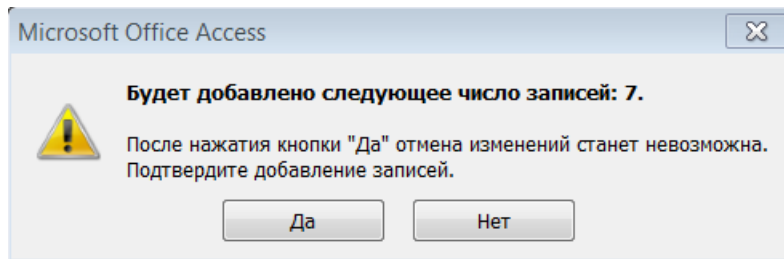 Microsoft Office Access
Будет добавлено следующее число записей: 7.
После нажатия кнопки "Да" отмена изменений станет невозможна.
Подтвердите добавление записей.
Да
Нет